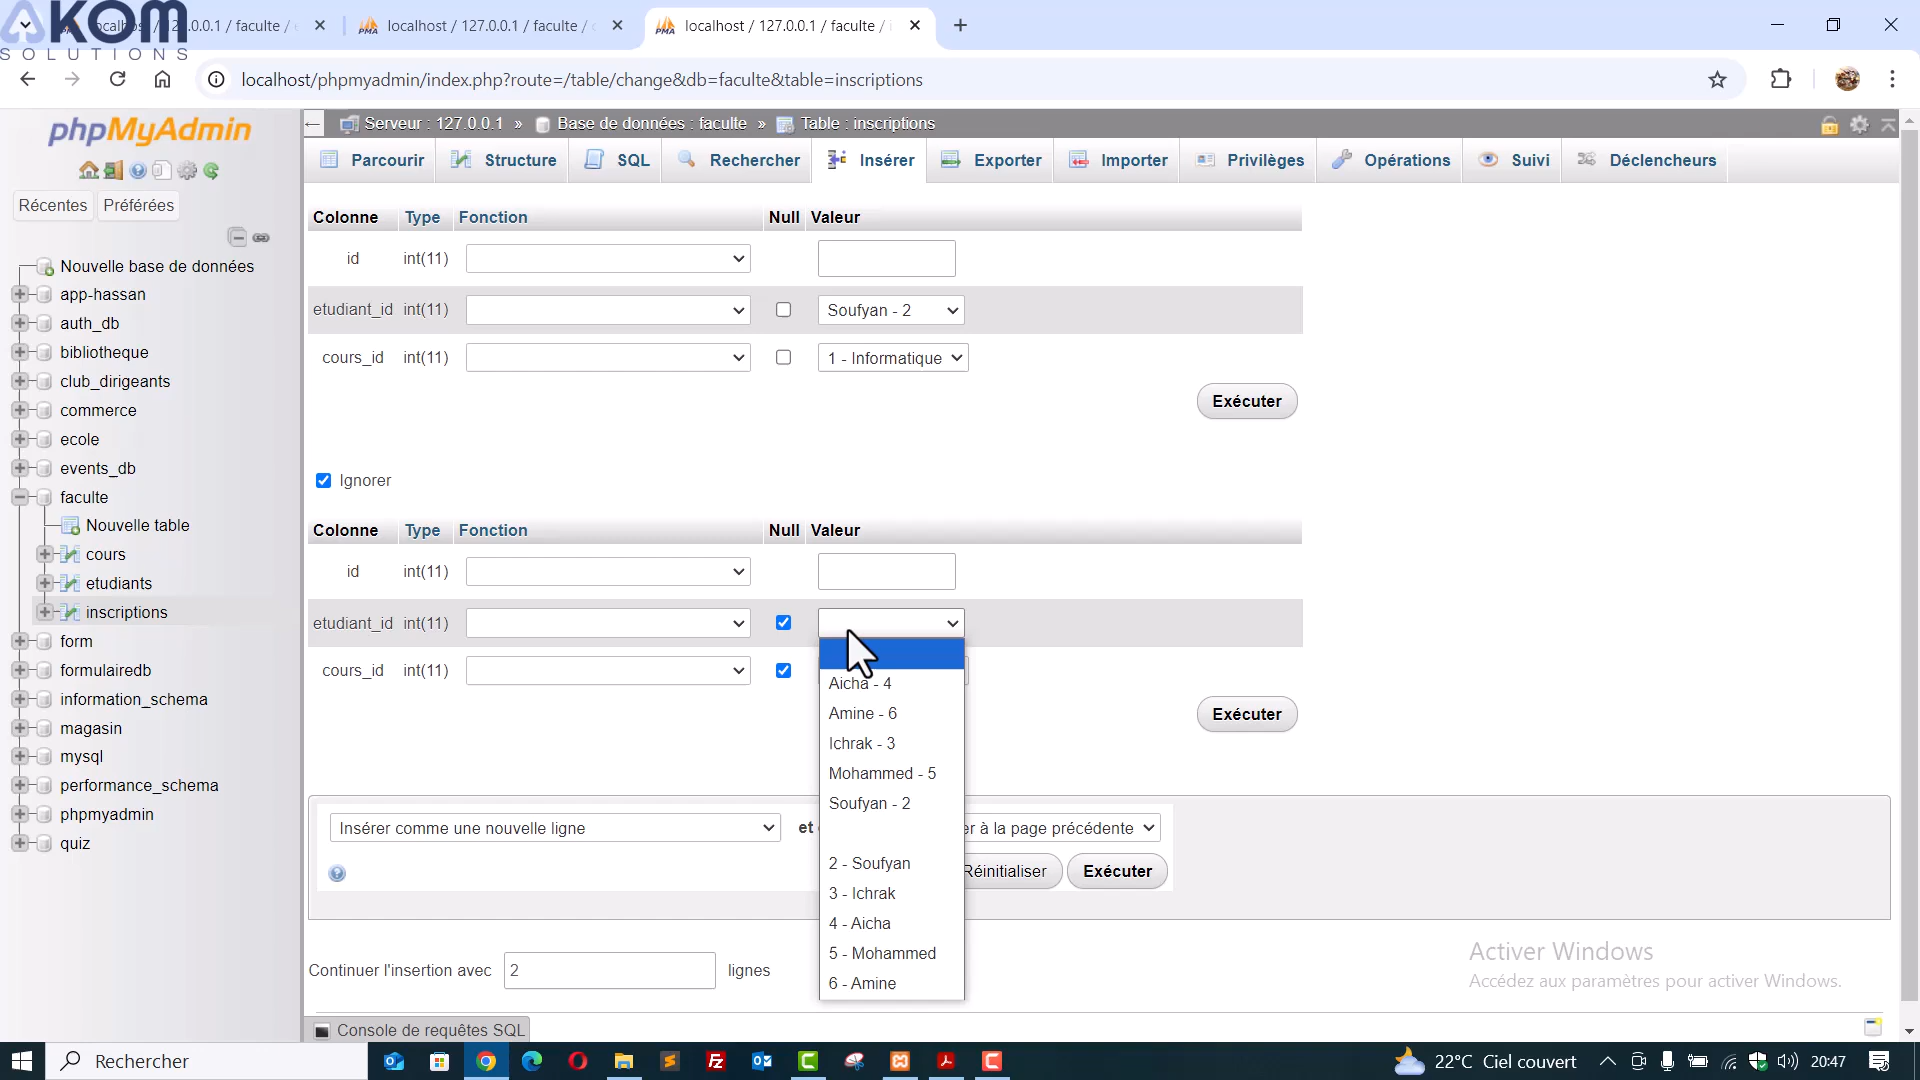 AKOM
SOLUTIONS
localhost / 127.0.0.1 / faculte /
localhost / 127.0.0.1 / faculte /
localhost / 127.0.0.1 / faculte /
localhost/phpmyadmin/index.php?route=/table/change&db=faculte&table=inscriptions
phpMyAdmin
Récentes Préférées
Nouvelle base de données
app-hassan
auth_db
bibliotheque
club_dirigeants
commerce
ecole
events_db
faculte
Nouvelle table
cours
etudiants
inscriptions
form
formulairedb
information_schema
magasin
mysql
performance_schema
phpmyadmin
quiz
Serveur : 127.0.0.1 » Base de données : faculte » Table : inscriptions
Parcourir Structure SQL Rechercher Insérer Exporter Importer Privilèges Opérations Suivi Déclencheurs
Colonne Type Fonction Null Valeur
id int(11)
etudiant_id int(11) Soufyan - 2
cours_id int(11) 1 - Informatique
Exécuter
Ignorer
Colonne Type Fonction Null Valeur
id int(11)
etudiant_id int(11)
cours_id int(11)
Aicha - 4
Amine - 6
Ichrak - 3
Mohammed - 5
Soufyan - 2
2 - Soufyan
3 - Ichrak
4 - Aicha
5 - Mohammed
6 - Amine
Exécuter
Insérer comme une nouvelle ligne et er à la page précédente
Réinitialiser Exécuter
Continuer l'insertion avec 2 lignes
Console de requêtes SQL
Activer Windows
Accédez aux paramètres pour activer Windows.
Rechercher
22°C Ciel couvert 20:47